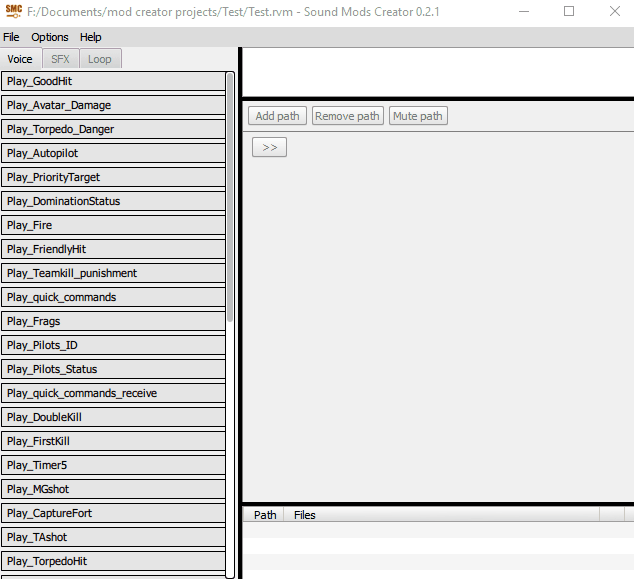 SMC F:/Documents/mod creator projects/Test/Test.rvm - Sound Mods Creator 0.2.1
File Options Help
Voice SFX Loop
Play_GoodHit
Play_Avatar_Damage
Play_Torpedo_Danger
Play_Autopilot
Play_PriorityTarget
Play_DominationStatus
Play_Fire
Play_FriendlyHit
Play_Teamkill_punishment
Play_quick_commands
Play_Frags
Play_Pilots_ID
Play_Pilots_Status
Play_quick_commands_receive
Play_DoubleKill
Play_FirstKill
Play_Timer5
Play_MGshot
Play_CaptureFort
Play_TAshot
Play_TorpedoHit
Add path Remove path Mute path
>>
Path Files